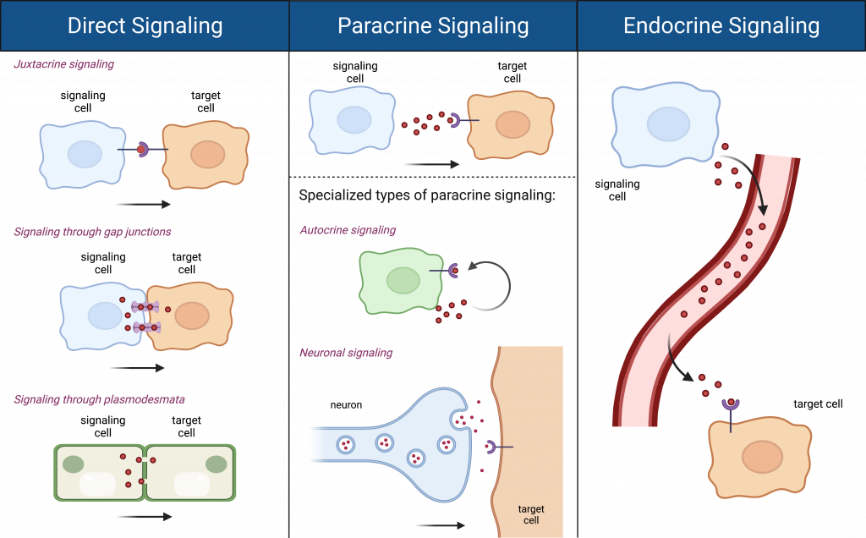 Direct Signaling
Juxtacrine signaling
signaling
cell
target
cell
Signaling through gap junctions
signaling
cell
target
cell
Signaling through plasmodesmata
signaling
cell
target
cell
Paracrine Signaling
signaling
cell
target
cell
Specialized types of paracrine signaling:
Autocrine signaling
Neuronal signaling
neuron
target
cell
Endocrine Signaling
signaling
cell
target cell